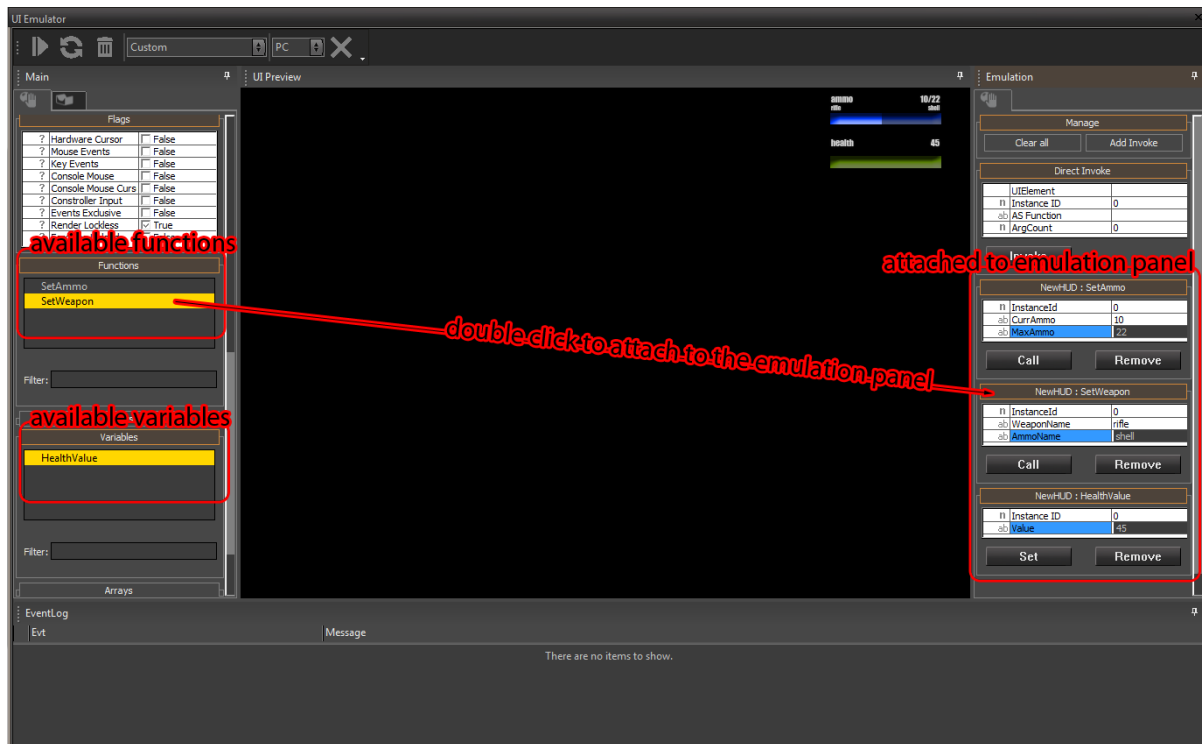 UI Emulator
Custom
PC
Main
UI Preview
Emulation
Flags
? Hardware Cursor False
? Mouse Events False
? Key Events False
? Console Mouse False
? Console Mouse Curs False
? Constroller Input False
? Events Exclusive False
? Render Lockless True
available functions
Functions
SetAmmo
SetWeapon
Filter:
available variables
Variables
HealthValue
Filter:
Arrays
ammo 10/22
rifle shell
health 45
double click to attach to the emulation panel
Manage
Clear all Add Invoke
Direct Invoke
UIElement
n Instance ID 0
ab AS Function
n ArgCount 0
Invoke
attached to emulation panel
NewHUD : SetAmmo
n InstanceId 0
ab CurrAmmo 10
ab MaxAmmo 22
Call Remove
NewHUD : SetWeapon
n InstanceId 0
ab WeaponName rifle
ab AmmoName shell
Call Remove
NewHUD : HealthValue
n Instance ID 0
ab Value 45
Set Remove
EventLog
Evt Message
There are no items to show.